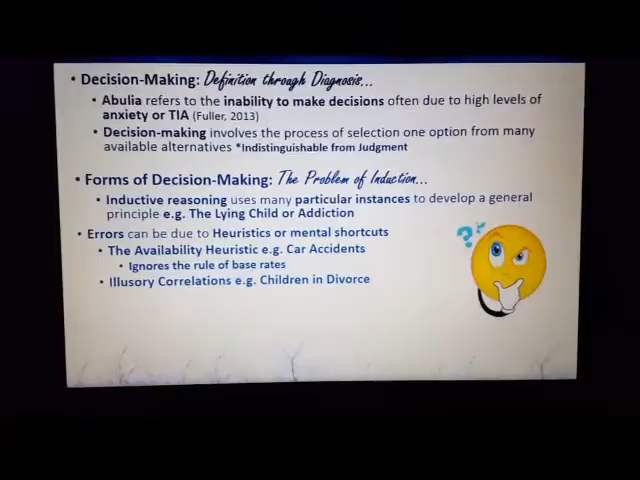 • Decision-Making: Definition through Diagnosis...
• Abulia refers to the inability to make decisions often due to high levels of
anxiety or TIA (Fuller, 2013)
• Decision-making involves the process of selection one option from many
available alternatives *Indistinguishable from Judgment
• Forms of Decision-Making: The Problem of Induction...
• Inductive reasoning uses many particular instances to develop a general
principle e.g. The Lying Child or Addiction
• Errors can be due to Heuristics or mental shortcuts
• The Availability Heuristic e.g. Car Accidents
• Ignores the rule of base rates
• Illusory Correlations e.g. Children in Divorce
??